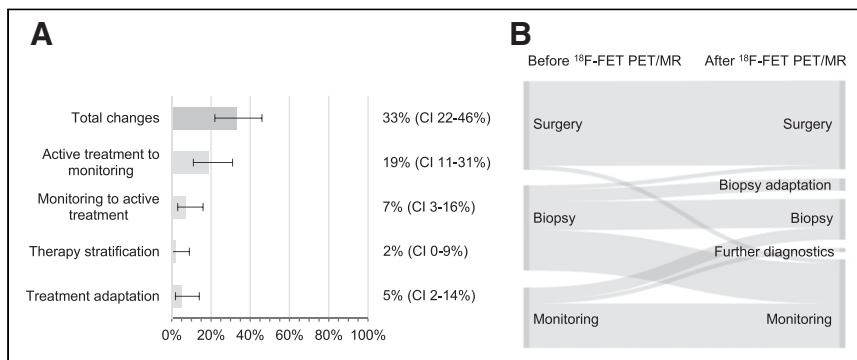 A
Total changes
33% (CI 22-46%)
Active treatment to
monitoring
19% (CI 11-31%)
Monitoring to active
treatment
7% (CI 3-16%)
Therapy stratification
2% (CI 0-9%)
Treatment adaptation
5% (CI 2-14%)
0% 20% 40% 60% 80% 100%
B
Before ¹⁸F-FET PET/MR
After ¹⁸F-FET PET/MR
Surgery
Surgery
Biopsy adaptation
Biopsy
Biopsy
Further diagnostics
Monitoring
Monitoring